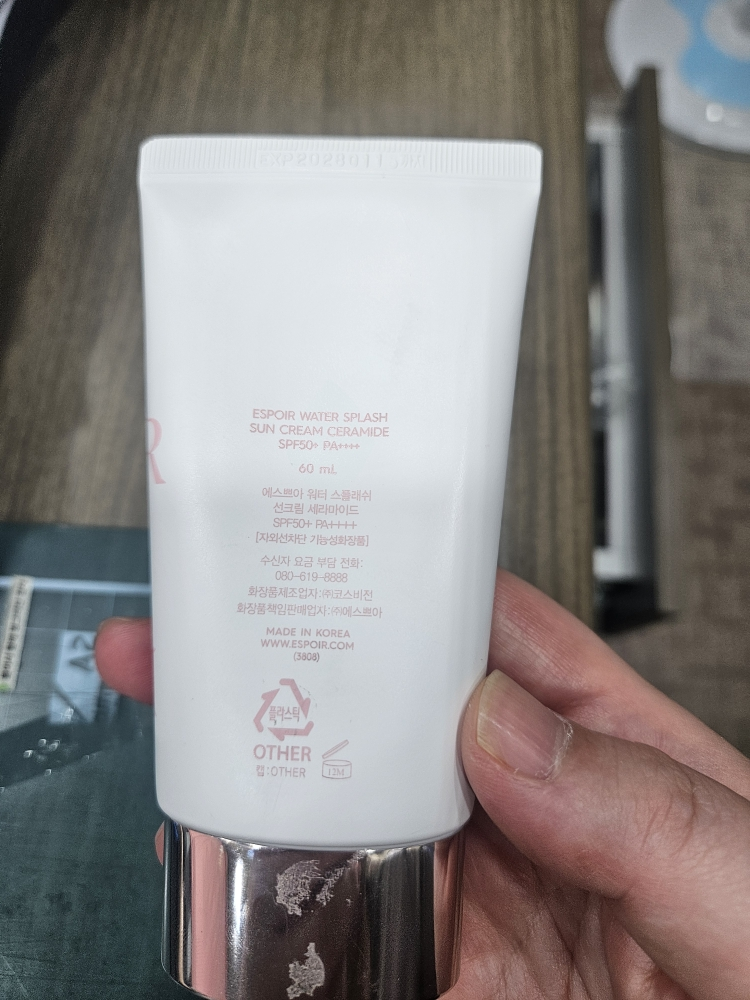 EXP20280117
R
ESPOIR WATER SPLASH
SUN CREAM CERAMIDE
SPF50+ PA++++
60 mL
에스쁘아 워터 스플래쉬
선크림 세라마이드
SPF50+ PA++++
[자외선차단 기능성화장품]
수신자 요금 부담 전화:
080-619-8888
화장품제조업자:㈜코스비전
화장품책임판매업자:㈜에스쁘아
MADE IN KOREA
WWW.ESPOIR.COM
(3808)
플라스틱
OTHER
캡:OTHER
12M
A2